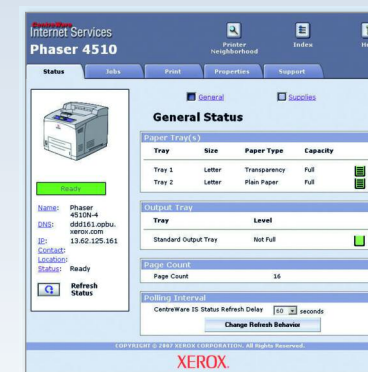 CentreWare
Internet Services
Phaser 4510
Printer
Neighborhood
Index
Status
Jobs
Print
Properties
Support
General
Supplies
General Status
Ready
Name: Phaser
4510N-4
DNS: ddd161.opbu.
xerox.com
IP: 13.62.125.161
Contact:
Location:
Status: Ready
Refresh
Status
Paper Tray(s)
Tray Size Paper Type Capacity
Tray 1 Letter Transparency Full
Tray 2 Letter Plain Paper Full
Output Tray
Tray Level
Standard Output Tray Not Full
Page Count
Page Count 16
Polling Interval
CentreWare IS Status Refresh Delay 60 seconds
Change Refresh Behavior
COPYRIGHT © 2007 XEROX CORPORATION. All Rights Reserved.
XEROX.